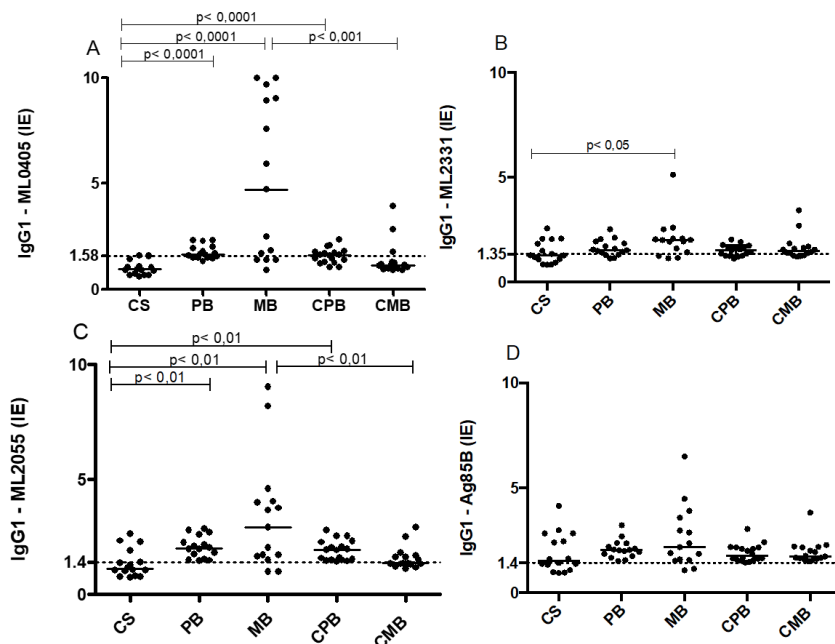 A
p< 0,0001
p< 0,0001
p< 0,001
p< 0,0001
IgG1 - ML0405 (IE)
10
5
1.58
0
CS PB MB CPB CMB
B
p< 0,05
IgG1 - ML2331 (IE)
10
5
1.35
0
CS PB MB CPB CMB
C
p< 0,01
p< 0,01
p< 0,01
p< 0,01
IgG1 - ML2055 (IE)
10
5
1.4
0
CS PB MB CPB CMB
D
IgG1 - Ag85B (IE)
10
5
1.4
0
CS PB MB CPB CMB